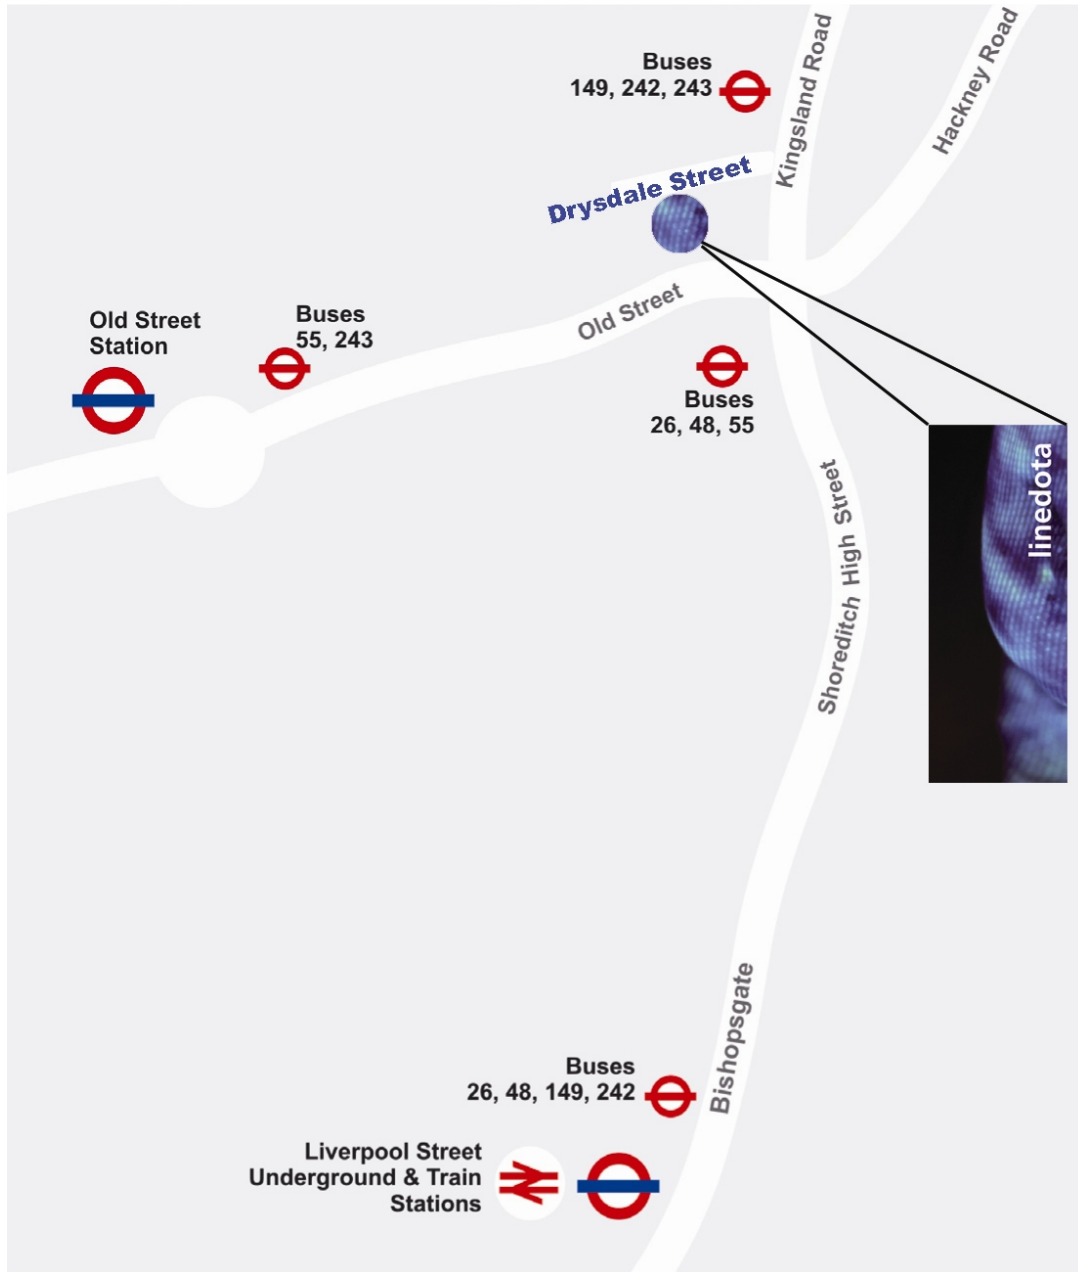 Buses
149, 242, 243
Kingsland Road
Hackney Road
Drysdale Street
Old Street
Station
Buses
55, 243
Old Street
Buses
26, 48, 55
linedota
Shoreditch High Street
Bishopsgate
Buses
26, 48, 149, 242
Liverpool Street
Underground & Train
Stations